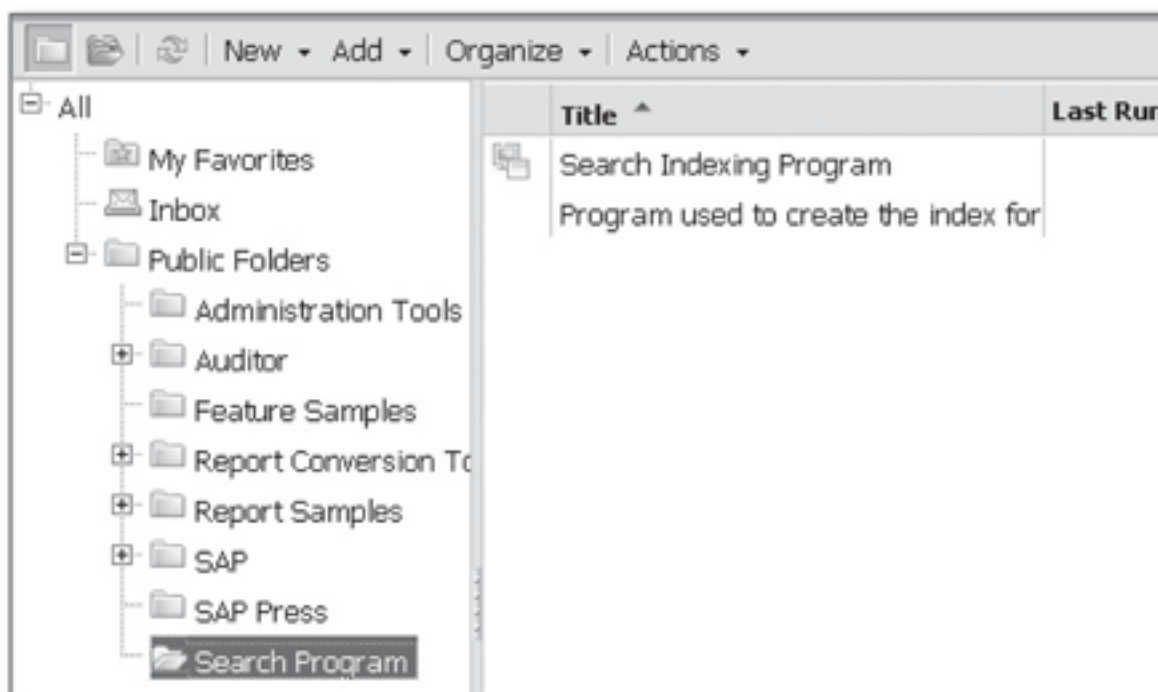 New Add Organize Actions
All
My Favorites
Inbox
Public Folders
Administration Tools
Auditor
Feature Samples
Report Conversion To
Report Samples
SAP
SAP Press
Search Program
Title Last Run
Search Indexing Program
Program used to create the index for